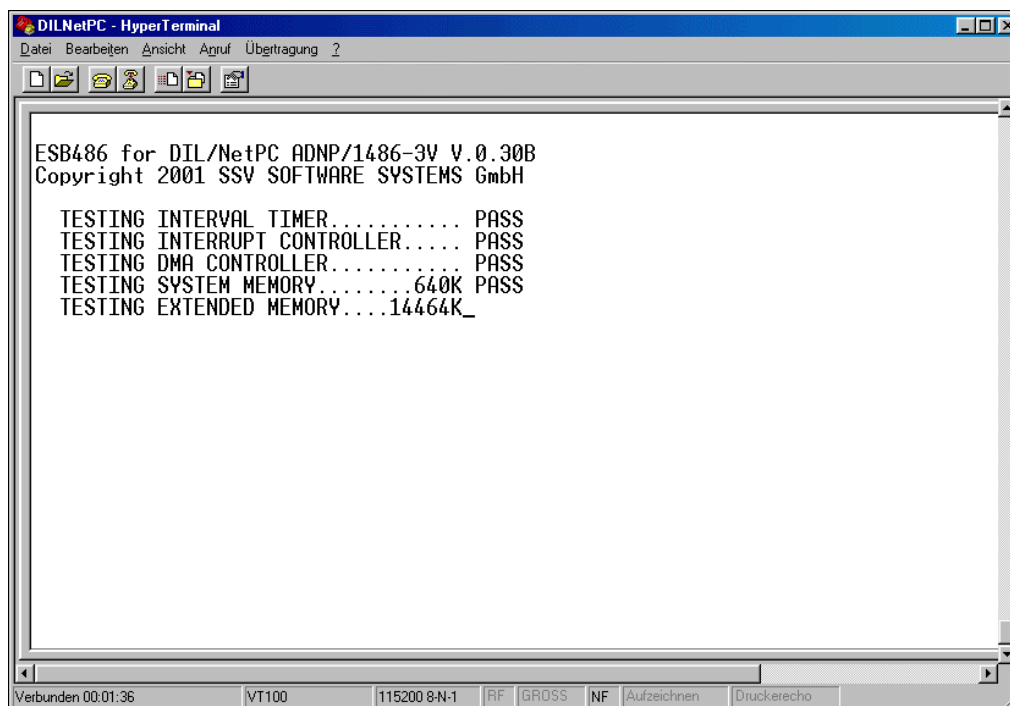 DILNetPC - HyperTerminal
Datei Bearbeiten Ansicht Anruf Übertragung ?
ESB486 for DIL/NetPC ADNP/1486-3V V.0.30B
Copyright 2001 SSV SOFTWARE SYSTEMS GmbH
TESTING INTERVAL TIMER........... PASS
TESTING INTERRUPT CONTROLLER..... PASS
TESTING DMA CONTROLLER........... PASS
TESTING SYSTEM MEMORY........640K PASS
TESTING EXTENDED MEMORY....14464K_
Verbunden 00:01:36 VT100 115200 8-N-1 RF GROSS NF Aufzeichnen Druckerecho